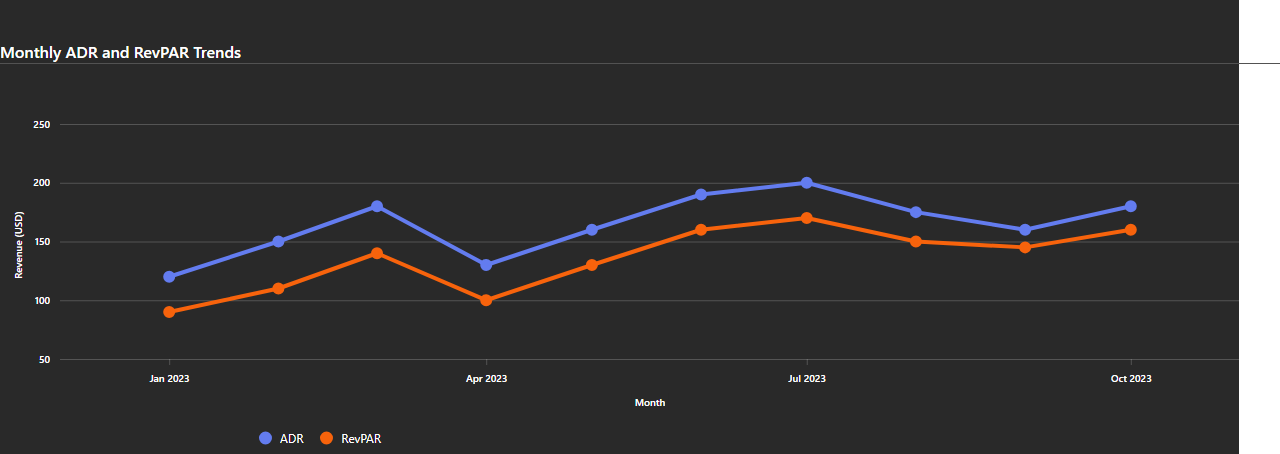 Monthly ADR and RevPAR Trends
250
200
150
100
50
Revenue (USD)
Jan 2023
Apr 2023
Jul 2023
Oct 2023
Month
ADR
RevPAR